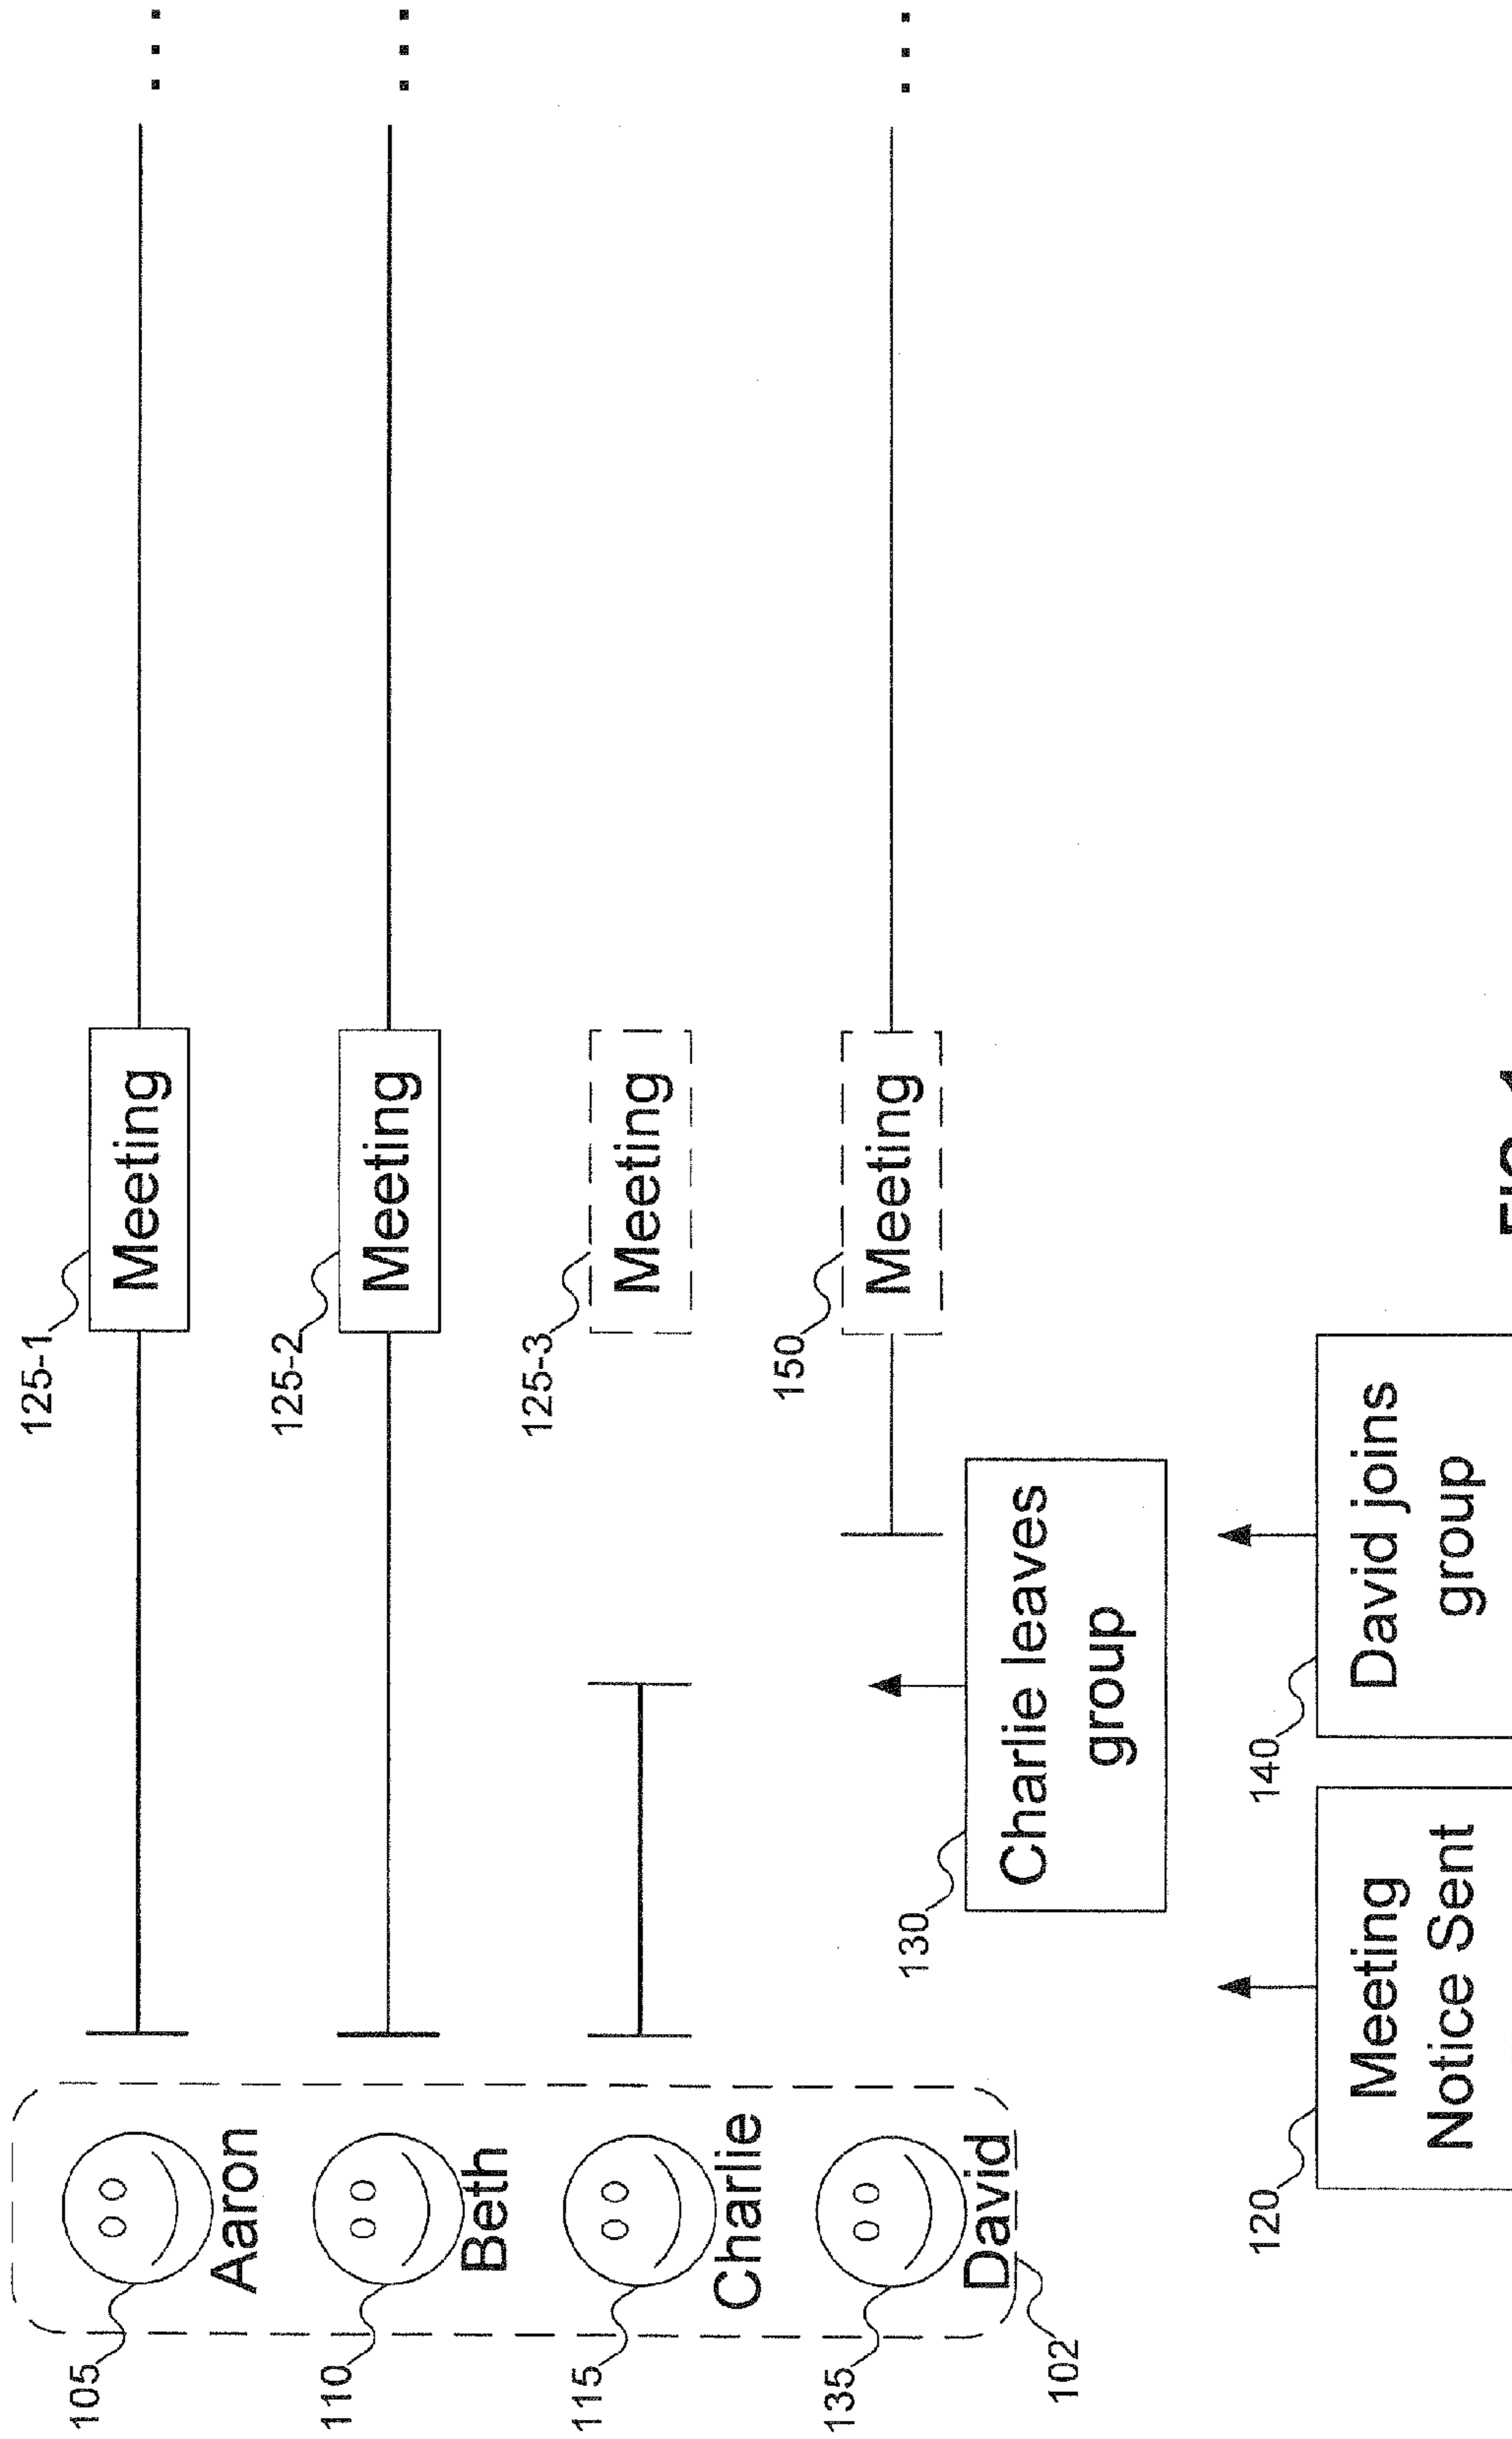 125-1
105
Meeting
Aaron
125-2
110
Meeting
Beth
125-3
115
Meeting
Charlie
150
135
Meeting
David
130
Charlie leaves
group
102
120
140
Meeting
Notice Sent
David joins
group